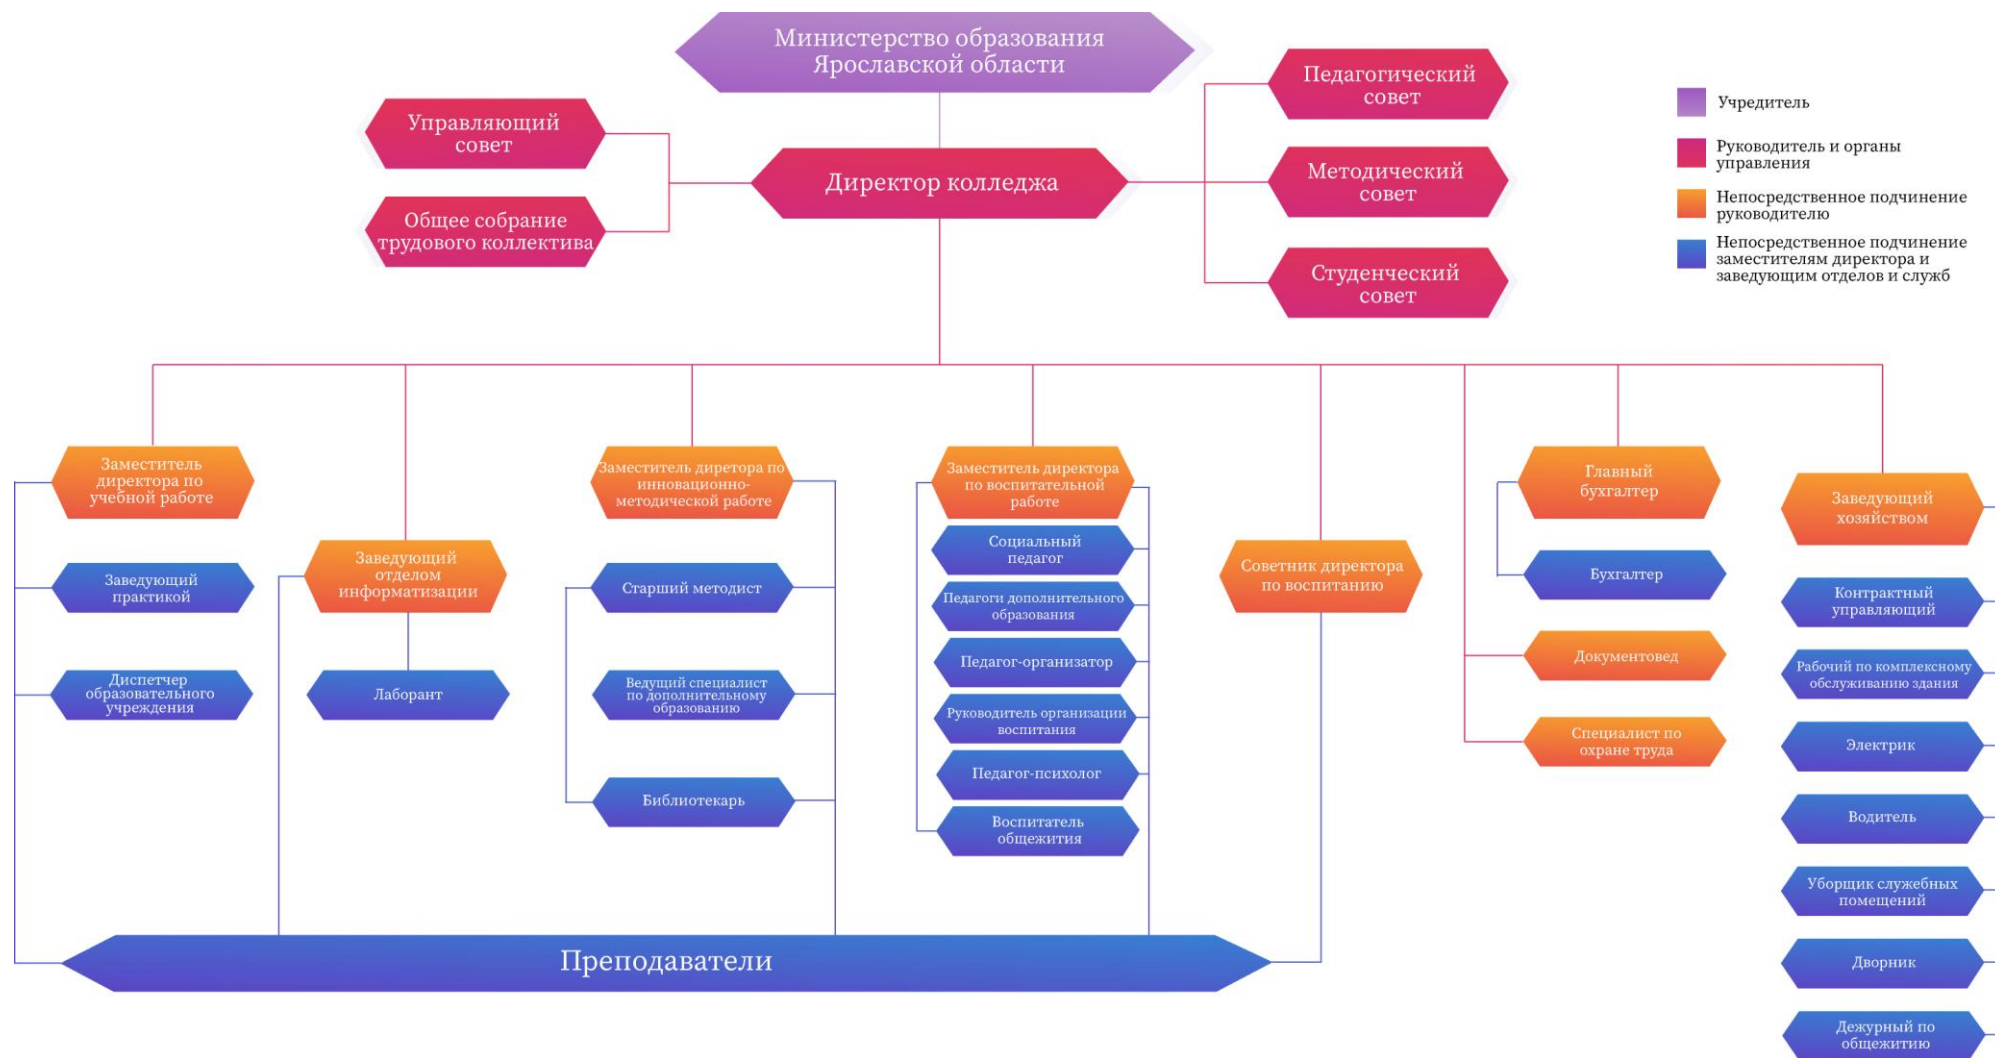 Министерство образования
Ярославской области
Управляющий
совет
Общее собрание
трудового коллектива
Директор колледжа
Педагогический
совет
Методический
совет
Студенческий
совет
Учредитель
Руководитель и органы
управления
Непосредственное подчинение
руководителю
Непосредственное подчинение
заместителям директора и
заведующим отделов и служб
Заместитель
директора по
учебной работе
Заведующий
практикой
Диспетчер
образовательного
учреждения
Заведующий
отделом
информатизации
Лаборант
Заместитель диретора по
инновационно-
методической работе
Старший методист
Ведущий специалист
по дополнительному
образованию
Библиотекарь
Заместитель директора
по воспитательной
работе
Социальный
педагог
Педагоги дополнительного
образования
Педагог-организатор
Руководитель организации
воспитания
Педагог-психолог
Воспитатель
общежития
Советник директора
по воспитанию
Главный
бухгалтер
Бухгалтер
Документовед
Специалист по
охране труда
Заведующий
хозяйством
Контрактный
управляющий
Рабочий по комплексному
обслуживанию здания
Электрик
Водитель
Уборщик служебных
помещений
Дворник
Дежурный по
общежитию
Преподаватели